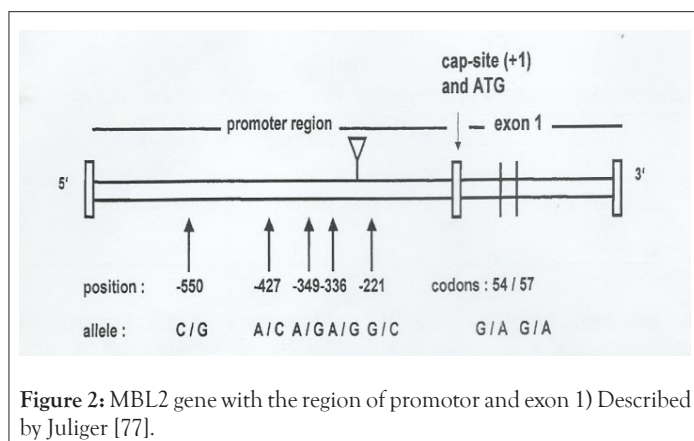 cap-site (+1)
and ATG
promoter region
exon 1
5'
3'
position : -550 -427 -349 -336 -221 codons : 54 / 57
allele : C / G A / C A / G A / G G / C G / A G / A
Figure 2: MBL2 gene with the region of promotor and exon 1) Described
by Juliger [77].